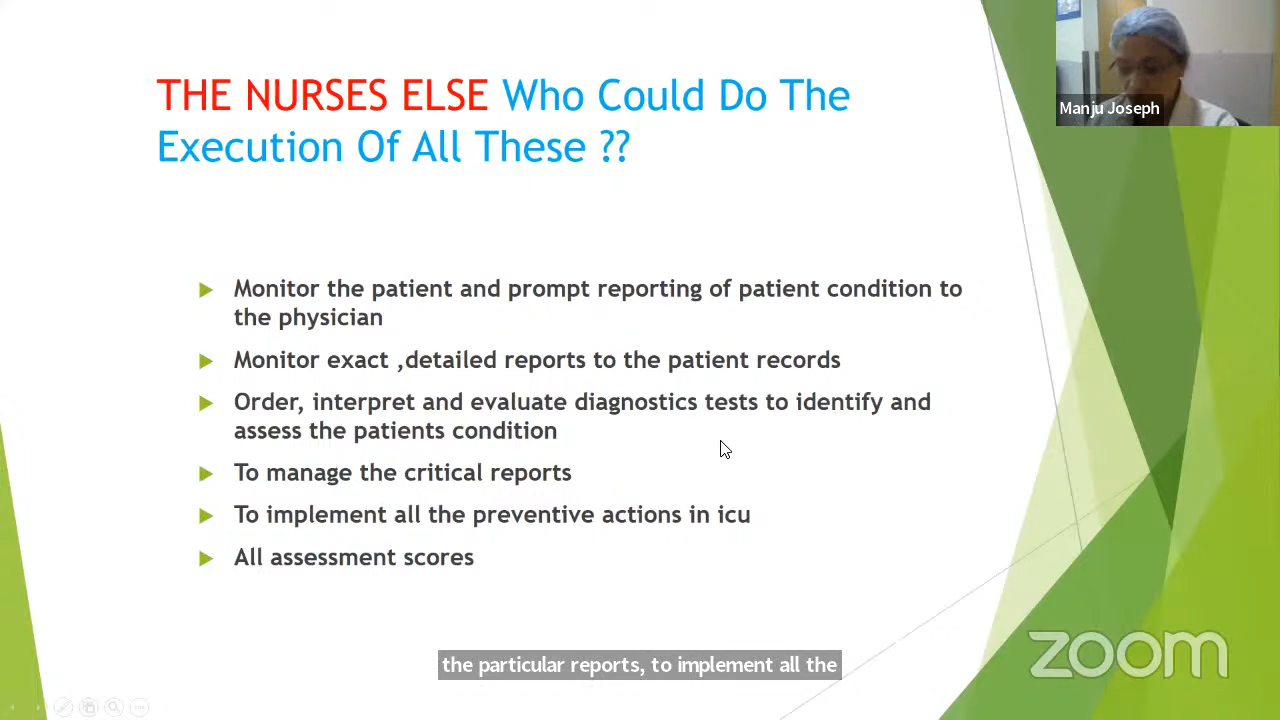 THE NURSES ELSE Who Could Do The
Execution Of All These ??
Manju Joseph
Monitor the patient and prompt reporting of patient condition to
the physician
Monitor exact ,detailed reports to the patient records
Order, interpret and evaluate diagnostics tests to identify and
assess the patients condition
To manage the critical reports
To implement all the preventive actions in icu
All assessment scores
the particular reports, to implement all the
zoom